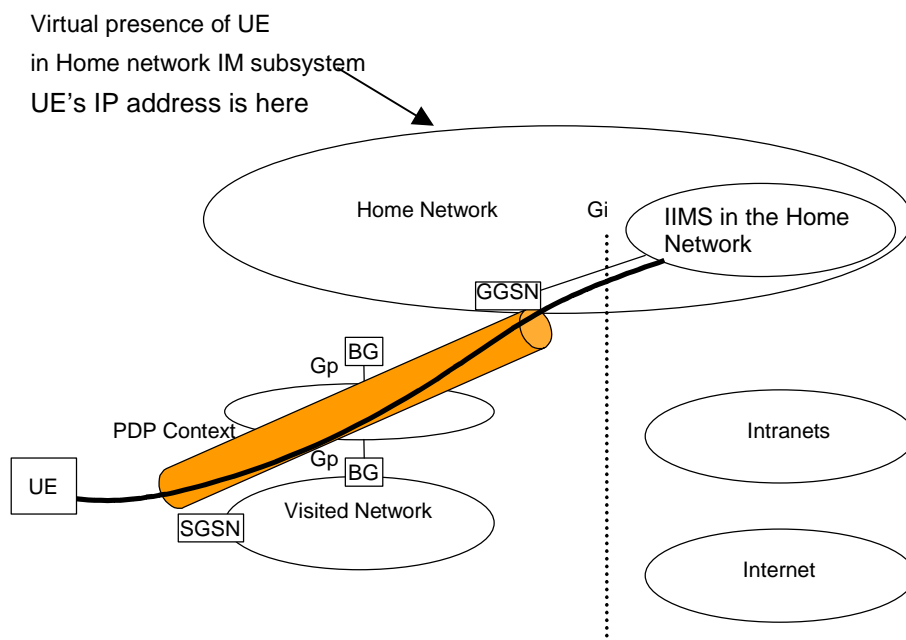 Virtual presence of UE
in Home network IM subsystem
UE's IP address is here
Home Network
Gi
IIMS in the Home
Network
GGSN
BG
Gp
PDP Context
Gp
BG
Intranets
UE
Visited Network
SGSN
Internet